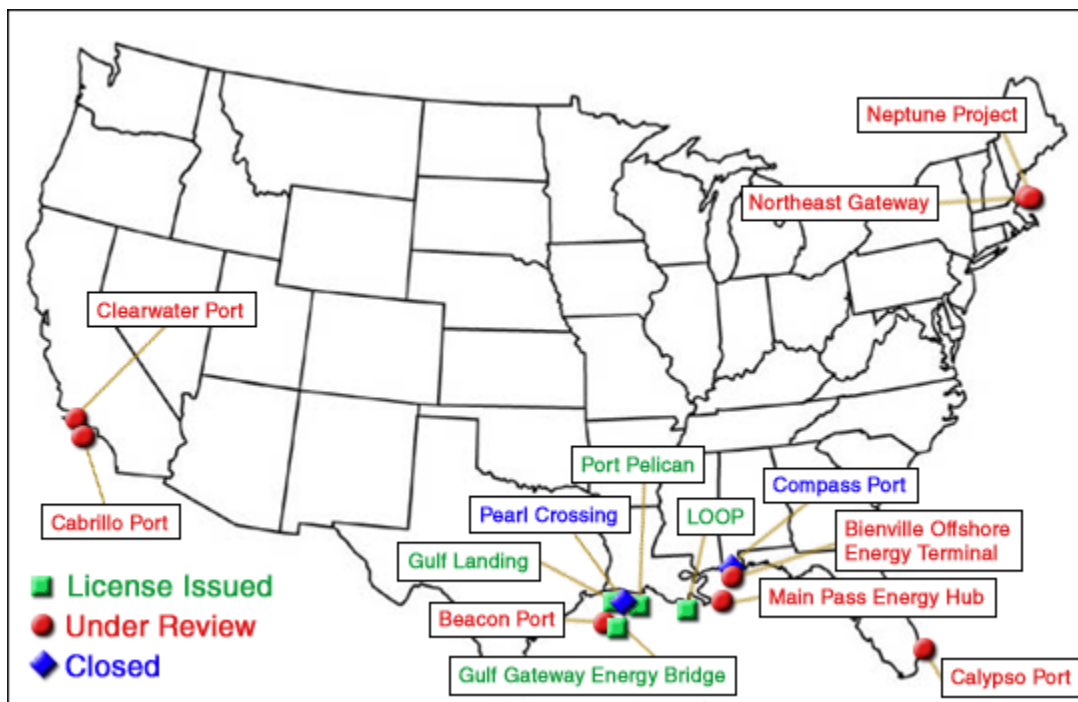 Neptune Project
Northeast Gateway
Clearwater Port
Port Pelican
Compass Port
Pearl Crossing
LOOP
Cabrillo Port
Bienville Offshore
Energy Terminal
Gulf Landing
License Issued
Main Pass Energy Hub
Beacon Port
Under Review
Closed
Gulf Gateway Energy Bridge
Calypso Port